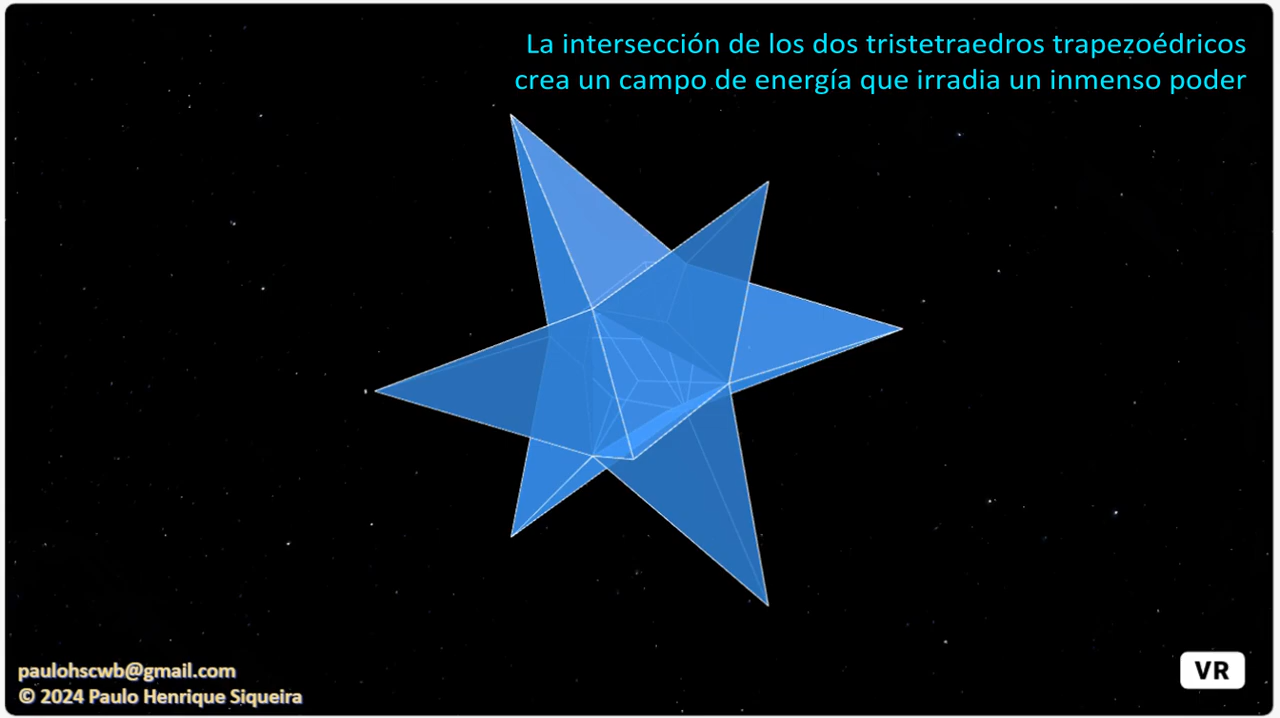 La intersección de los dos tristetraedros trapezoédricos
crea un campo de energía que irradia un inmenso poder
paulohscwb@gmail.com
© 2024 Paulo Henrique Siqueira
VR